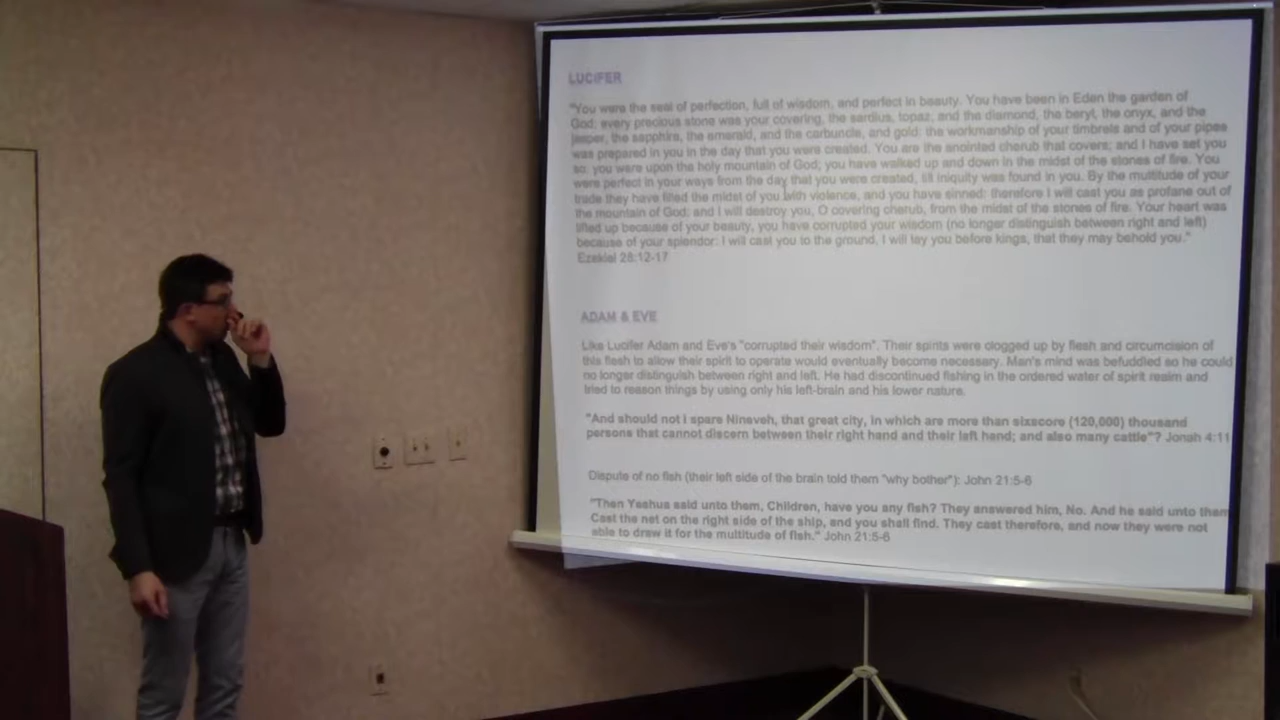 LUCIFER
"You were the seal of perfection, full of wisdom, and perfect in beauty. You have been in Eden the garden of
God; every precious stone was your covering, the sardius, topaz, and the diamond, the beryl, the onyx, and the
jasper, the sapphire, the emerald, and the carbuncle, and gold: the workmanship of your timbrels and of your pipes
was prepared in you in the day that you were created. You are the anointed cherub that covers; and I have set you
so: you were upon the holy mountain of God; you have walked up and down in the midst of the stones of fire. You
were perfect in your ways from the day that you were created, till iniquity was found in you. By the multitude of your
trade they have filled the midst of you with violence, and you have sinned: therefore I will cast you as profane out of
the mountain of God; and I will destroy you, O covering cherub, from the midst of the stones of fire. Your heart was
lifted up because of your beauty, you have corrupted your wisdom (no longer distinguish between right and left)
because of your splendor: I will cast you to the ground, I will lay you before kings, that they may behold you."
Ezekiel 28:12-17
ADAM & EVE
Like Lucifer Adam and Eve's "corrupted their wisdom". Their spirits were clogged up by flesh and circumcision of
this flesh to allow their spirit to operate would eventually become necessary. Man's mind was befuddled so he could
no longer distinguish between right and left. He had discontinued fishing in the ordered water of spirit realm and
tried to reason things by using only his left-brain and his lower nature.
"And should not I spare Nineveh, that great city, in which are more than sixscore (120,000) thousand
persons that cannot discern between their right hand and their left hand; and also many cattle"? Jonah 4:11
Dispute of no fish (their left side of the brain told them "why bother"): John 21:5-6
"Then Yeshua said unto them, Children, have you any fish? They answered him, No. And he said unto them
Cast the net on the right side of the ship, and you shall find. They cast therefore, and now they were not
able to draw it for the multitude of fish." John 21:5-6